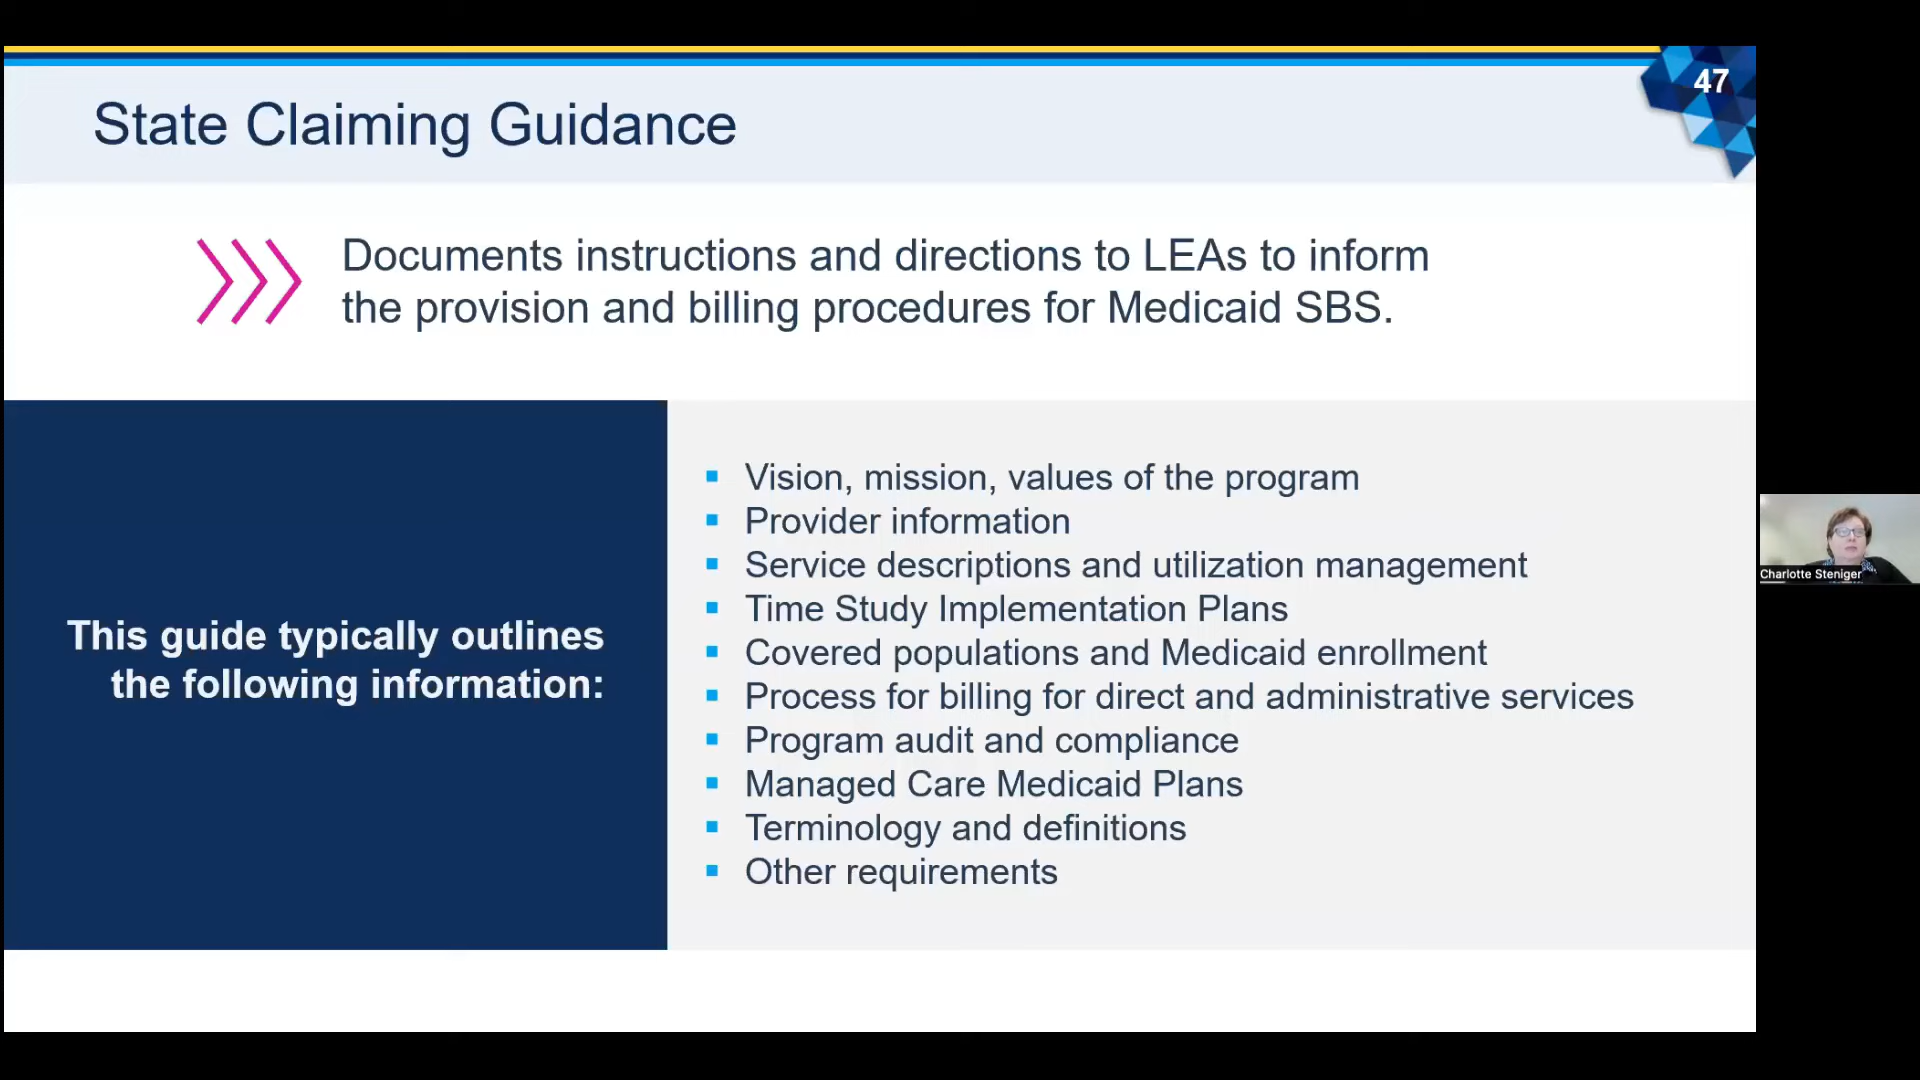 47
State Claiming Guidance
Documents instructions and directions to LEAs to inform
the provision and billing procedures for Medicaid SBS.
This guide typically outlines
the following information:
Vision, mission, values of the program
Provider information
Service descriptions and utilization management
Time Study Implementation Plans
Covered populations and Medicaid enrollment
Process for billing for direct and administrative services
Program audit and compliance
Managed Care Medicaid Plans
Terminology and definitions
Other requirements
Charlotte Steniger